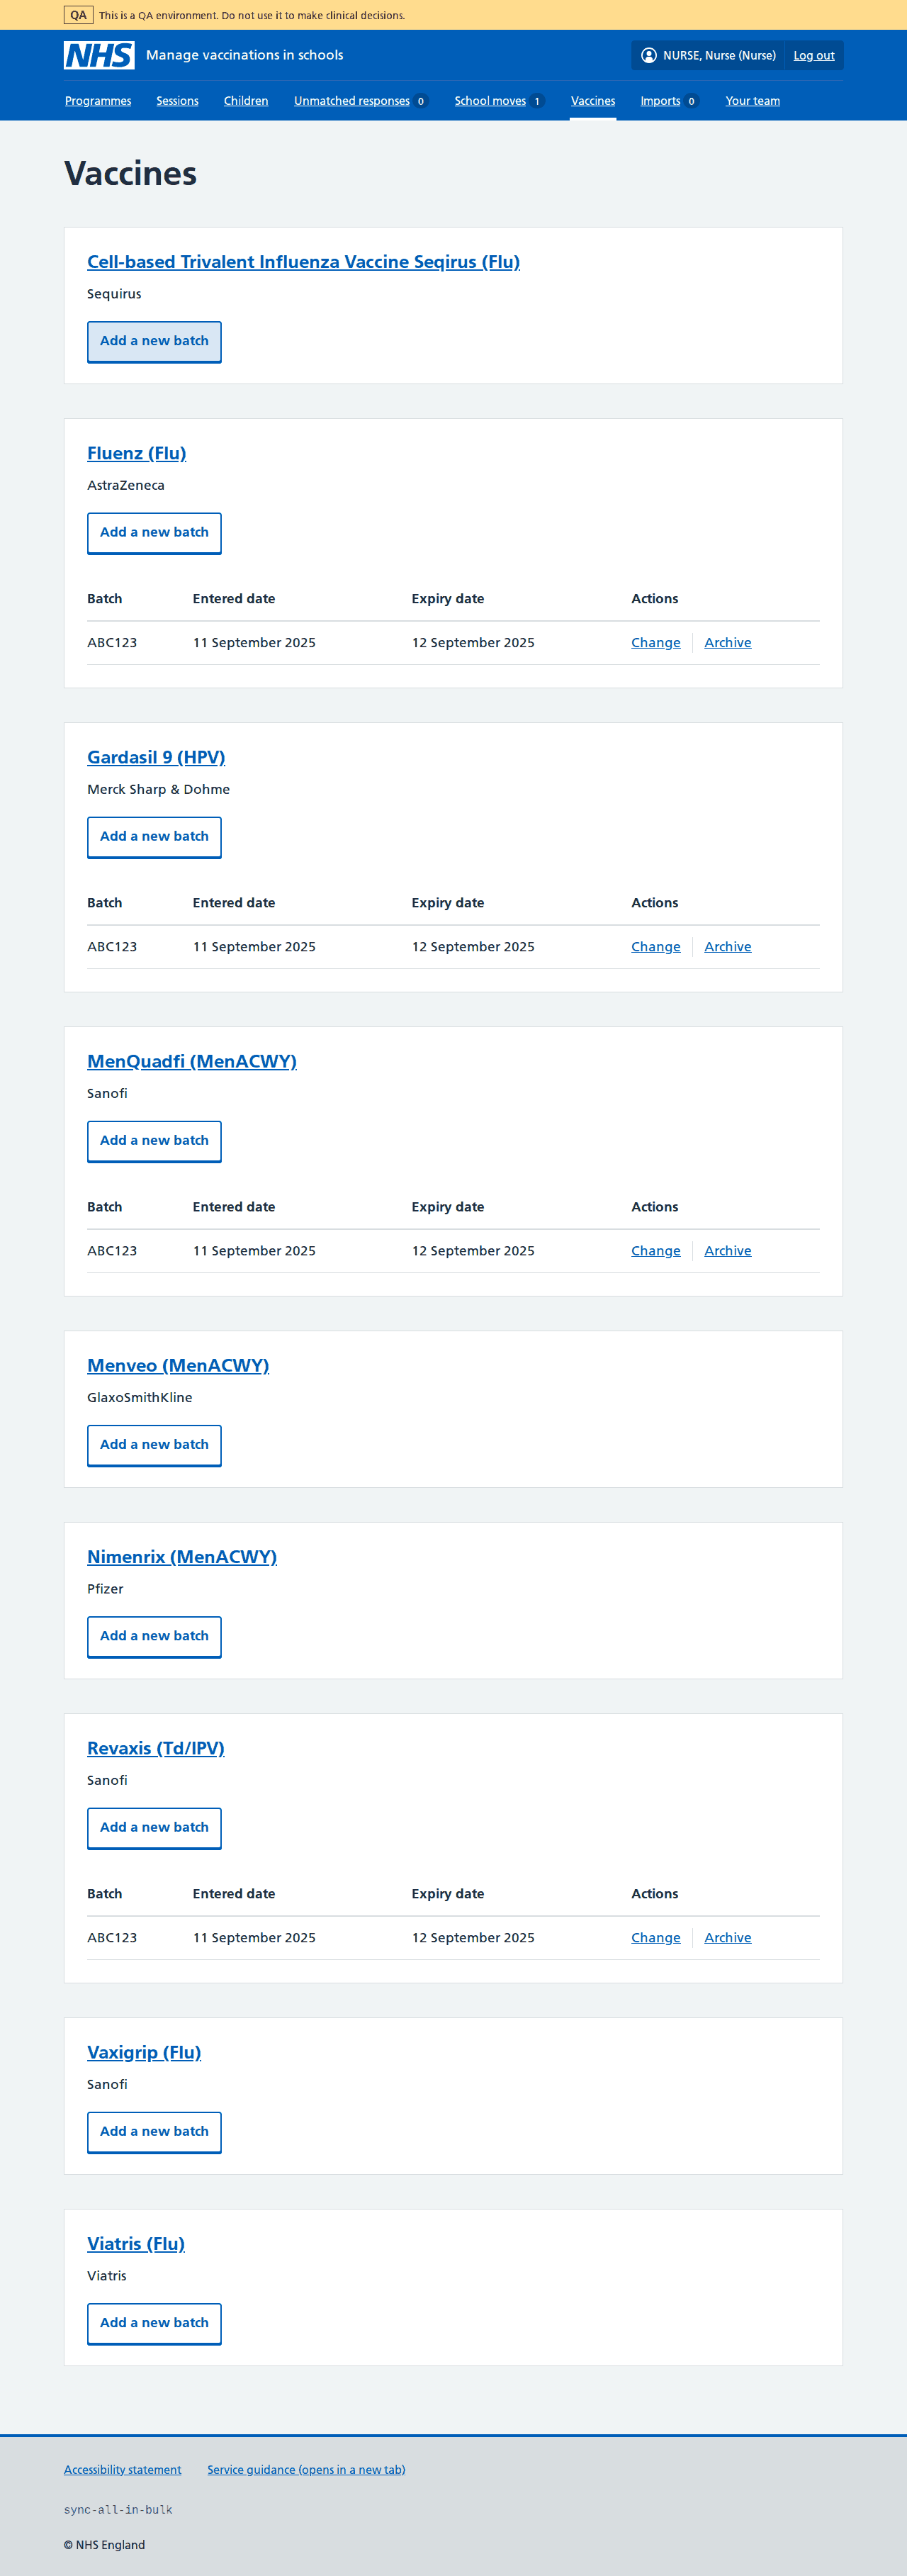 QA This is a QA environment. Do not use it to make clinical decisions.
NHS Manage vaccinations in schools NURSE, Nurse (Nurse) Log out
Programmes Sessions Children Unmatched responses 0 School moves 1 Vaccines Imports 0 Your team
Vaccines
Cell-based Trivalent Influenza Vaccine Seqirus (Flu)
Sequirus
Add a new batch
Fluenz (Flu)
AstraZeneca
Add a new batch
Batch Entered date Expiry date Actions
ABC123 11 September 2025 12 September 2025 Change Archive
Gardasil 9 (HPV)
Merck Sharp & Dohme
Add a new batch
Batch Entered date Expiry date Actions
ABC123 11 September 2025 12 September 2025 Change Archive
MenQuadfi (MenACWY)
Sanofi
Add a new batch
Batch Entered date Expiry date Actions
ABC123 11 September 2025 12 September 2025 Change Archive
Menveo (MenACWY)
GlaxoSmithKline
Add a new batch
Nimenrix (MenACWY)
Pfizer
Add a new batch
Revaxis (Td/IPV)
Sanofi
Add a new batch
Batch Entered date Expiry date Actions
ABC123 11 September 2025 12 September 2025 Change Archive
Vaxigrip (Flu)
Sanofi
Add a new batch
Viatris (Flu)
Viatris
Add a new batch
Accessibility statement Service guidance (opens in a new tab)
sync-all-in-bulk
© NHS England